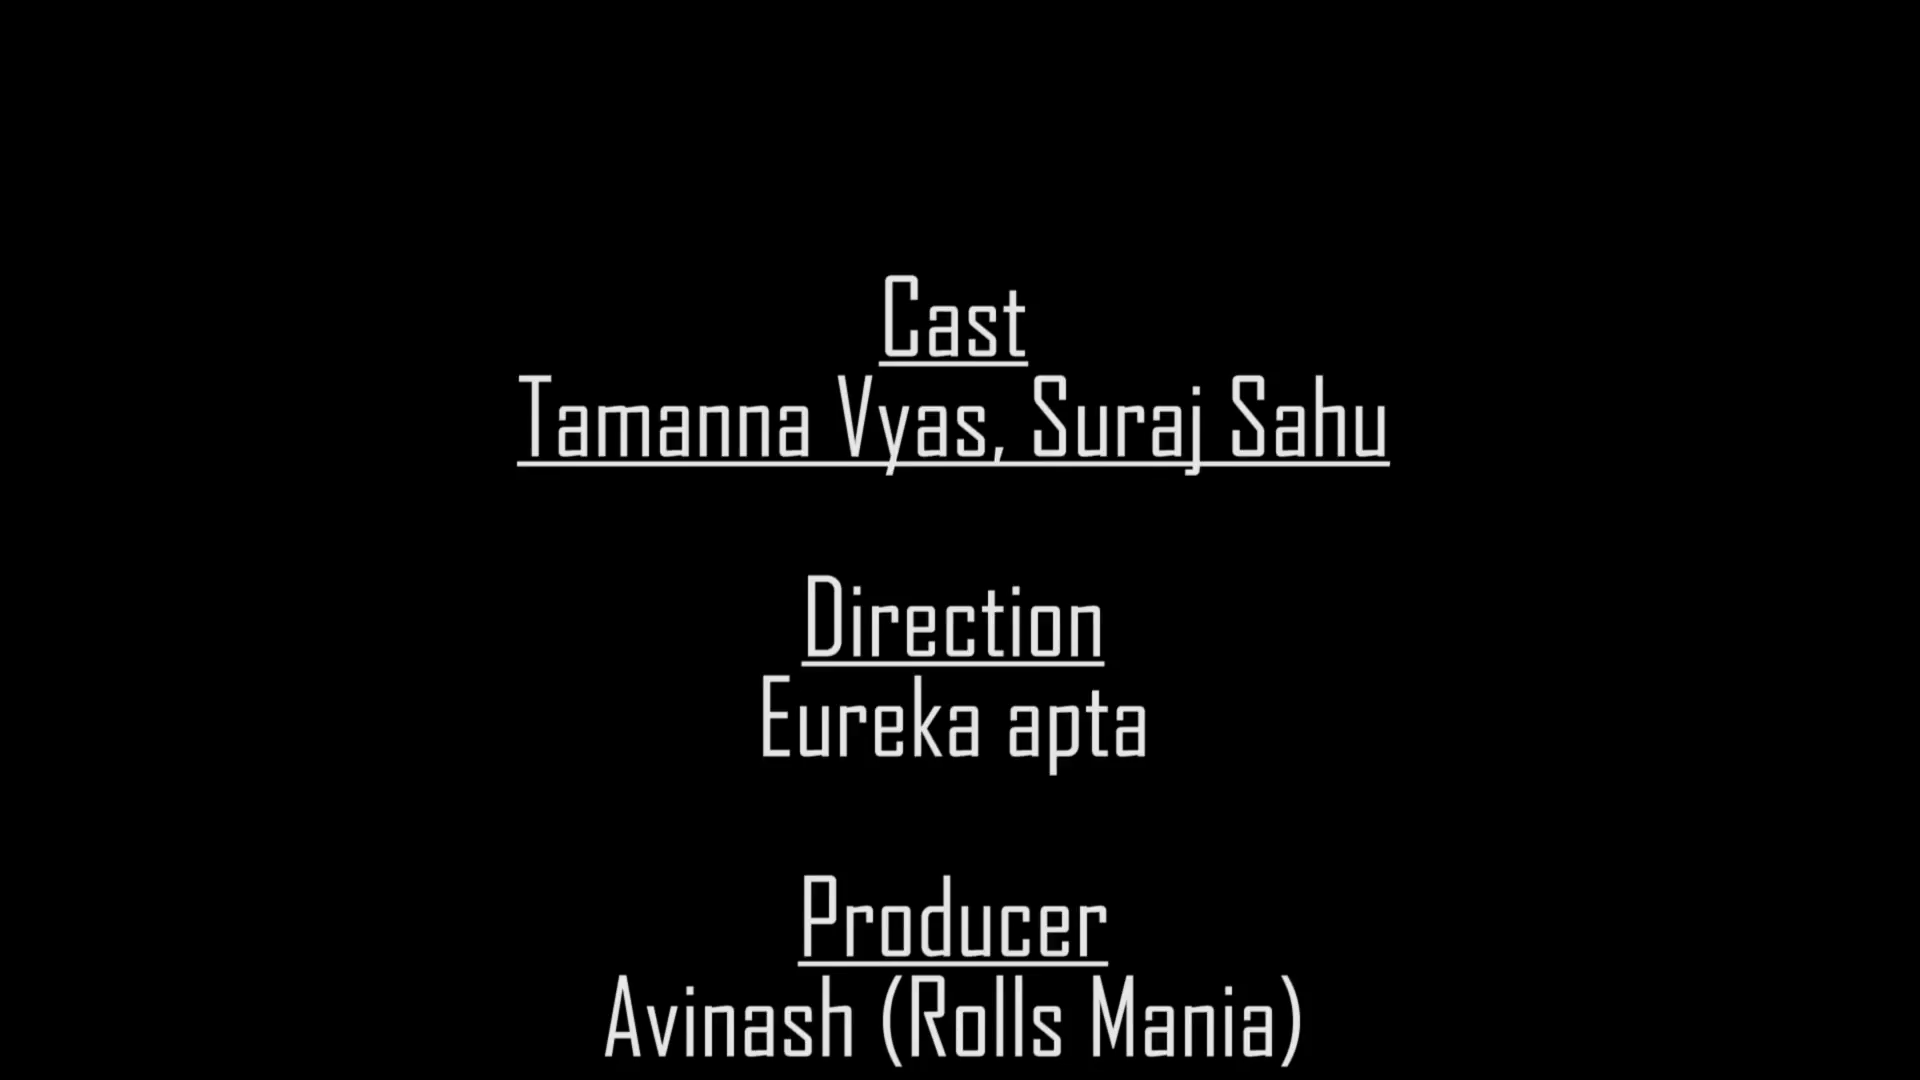 Cast
Tamanna Vyas, Suraj Sahu
Direction
Eureka apta
Producer
Avinash (Rolls Mania)